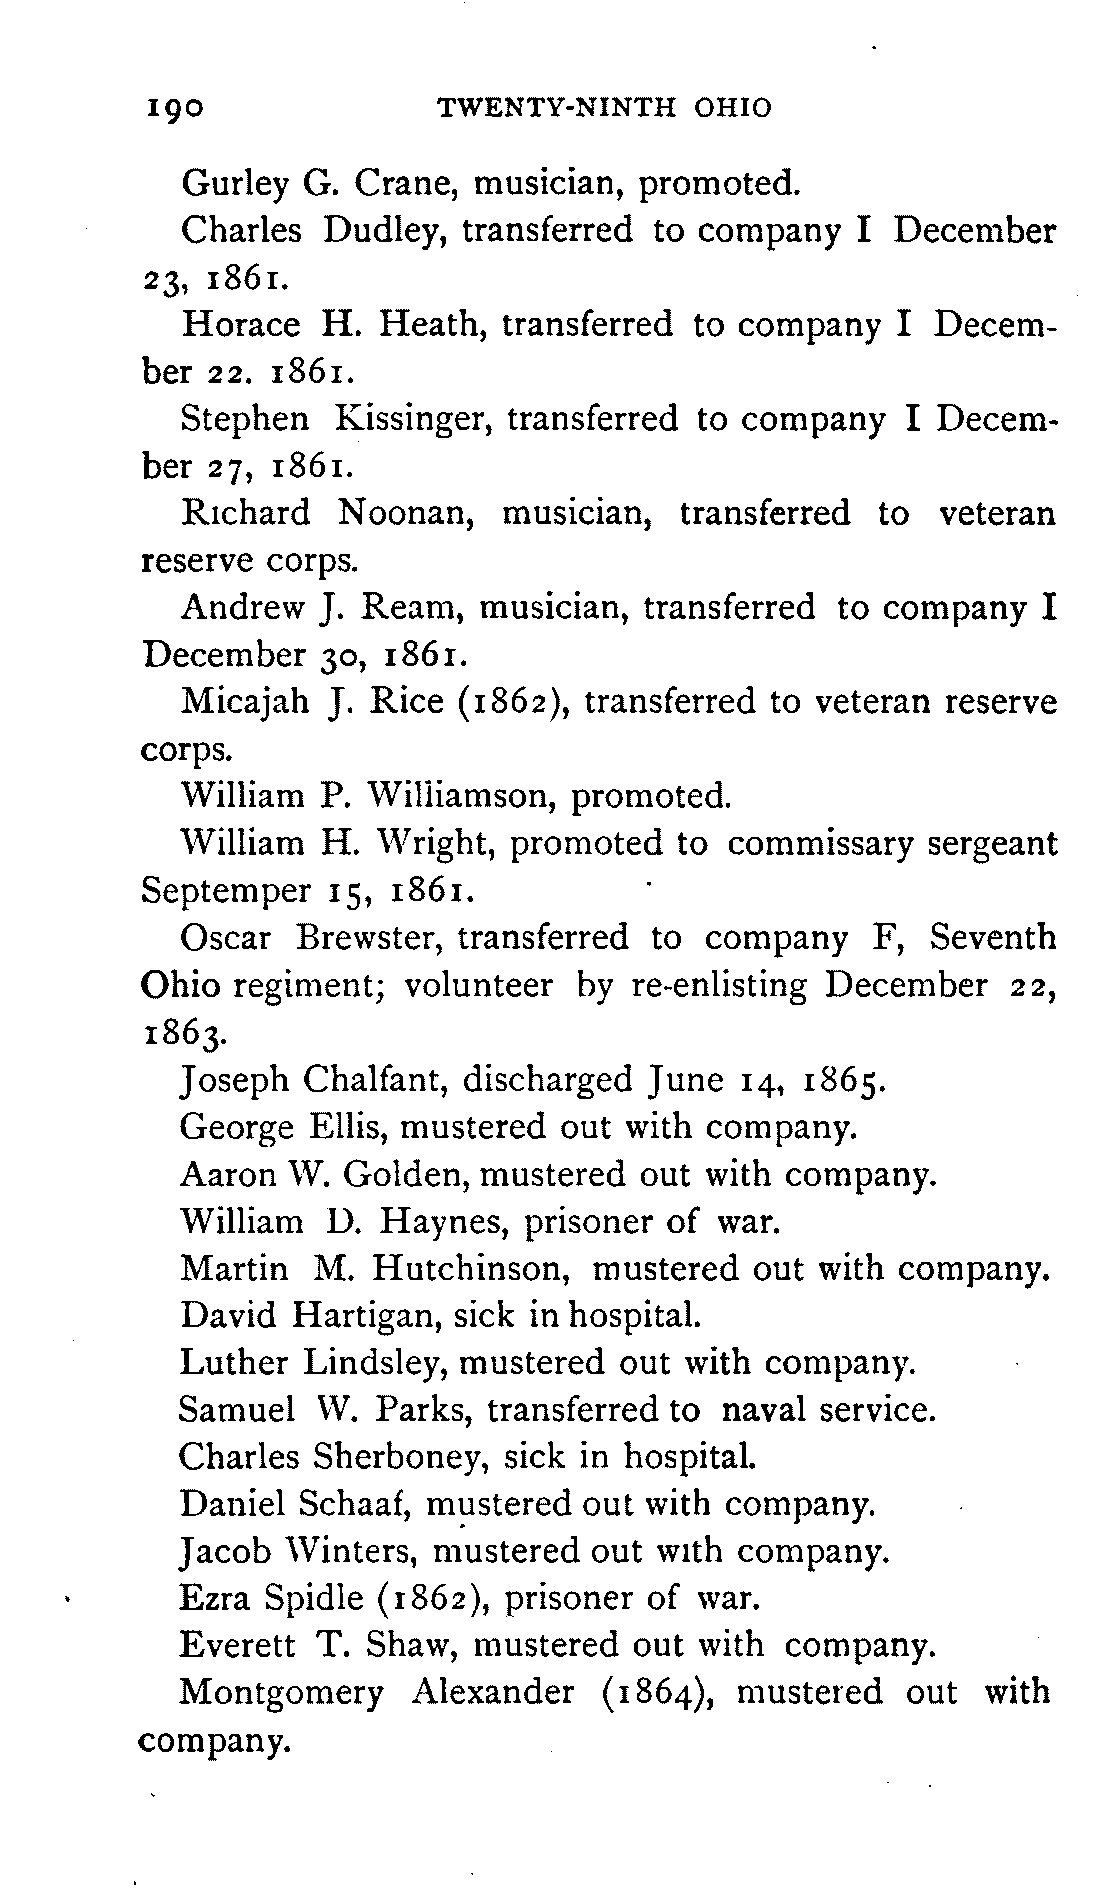 190 TWENTY-NINTH OHIO
Gurley G. Crane, musician, promoted.
Charles Dudley, transferred to company I December
23, 1861.
Horace H. Heath, transferred to company I Decem-
ber 22. 1861.
Stephen Kissinger, transferred to company I Decem-
ber 27, 1861.
Richard Noonan, musician, transferred to veteran
reserve corps.
Andrew J. Ream, musician, transferred to company I
December 30, 1861.
Micajah J. Rice (1862), transferred to veteran reserve
corps.
William P. Williamson, promoted.
William H. Wright, promoted to commissary sergeant
Septemper 15, 1861.
Oscar Brewster, transferred to company F, Seventh
Ohio regiment; volunteer by re-enlisting December 22,
1863.
Joseph Chalfant, discharged June 14, 1865.
George Ellis, mustered out with company.
Aaron W. Golden, mustered out with company.
William D. Haynes, prisoner of war.
Martin M. Hutchinson, mustered out with company.
David Hartigan, sick in hospital.
Luther Lindsley, mustered out with company.
Samuel W. Parks, transferred to naval service.
Charles Sherboney, sick in hospital.
Daniel Schaaf, mustered out with company.
Jacob Winters, mustered out with company.
Ezra Spidle (1862), prisoner of war.
Everett T. Shaw, mustered out with company.
Montgomery Alexander (1864), mustered out with
company.